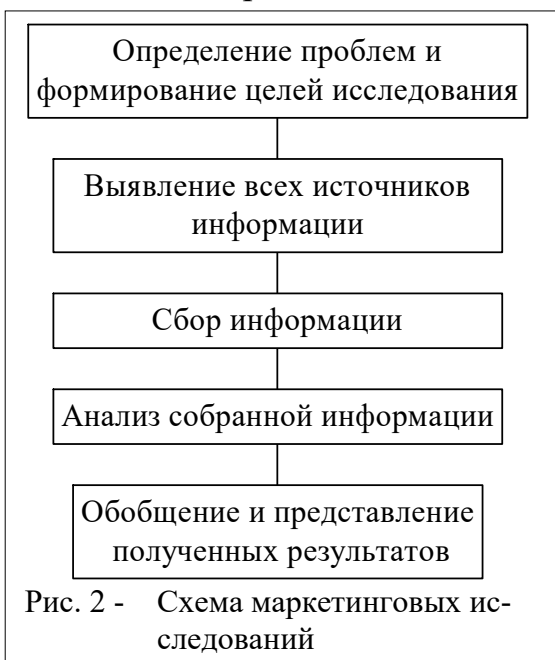 Определение проблем и
формирование целей исследования
Выявление всех источников
информации
Сбор информации
Анализ собранной информации
Обобщение и представление
полученных результатов
Рис. 2 - Схема маркетинговых ис-
следований